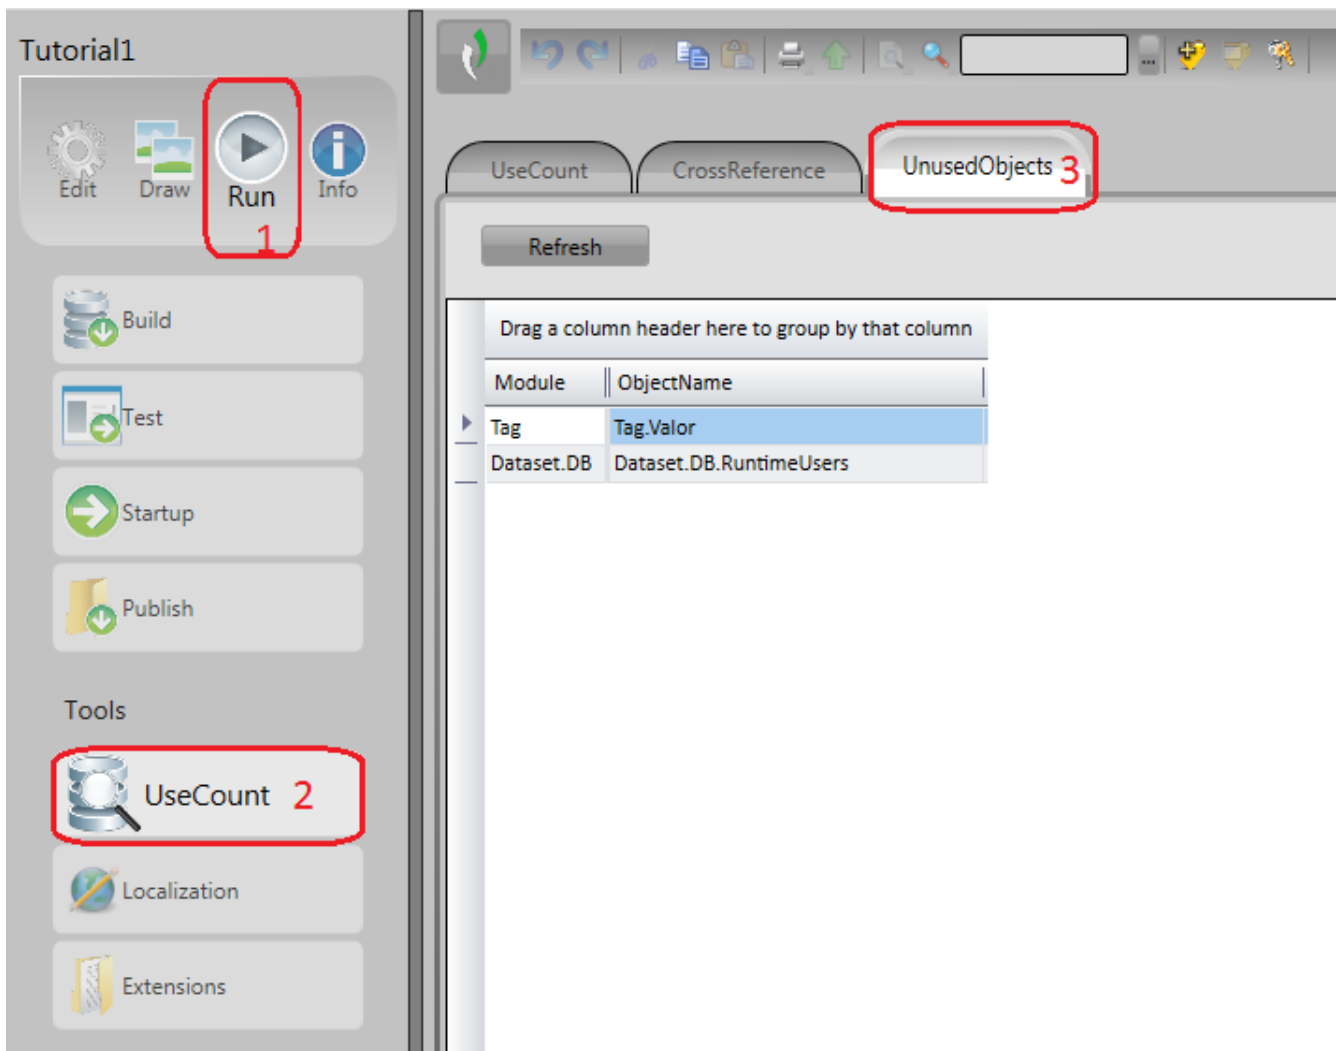 Tutorial1
Edit
Draw
Run
Info
1
Build
Test
Startup
Publish
Tools
UseCount 2
Localization
Extensions
...
UseCount
CrossReference
UnusedObjects 3
Refresh
Drag a column header here to group by that column
Module ObjectName
Tag Tag.Valor
Dataset.DB Dataset.DB.RuntimeUsers